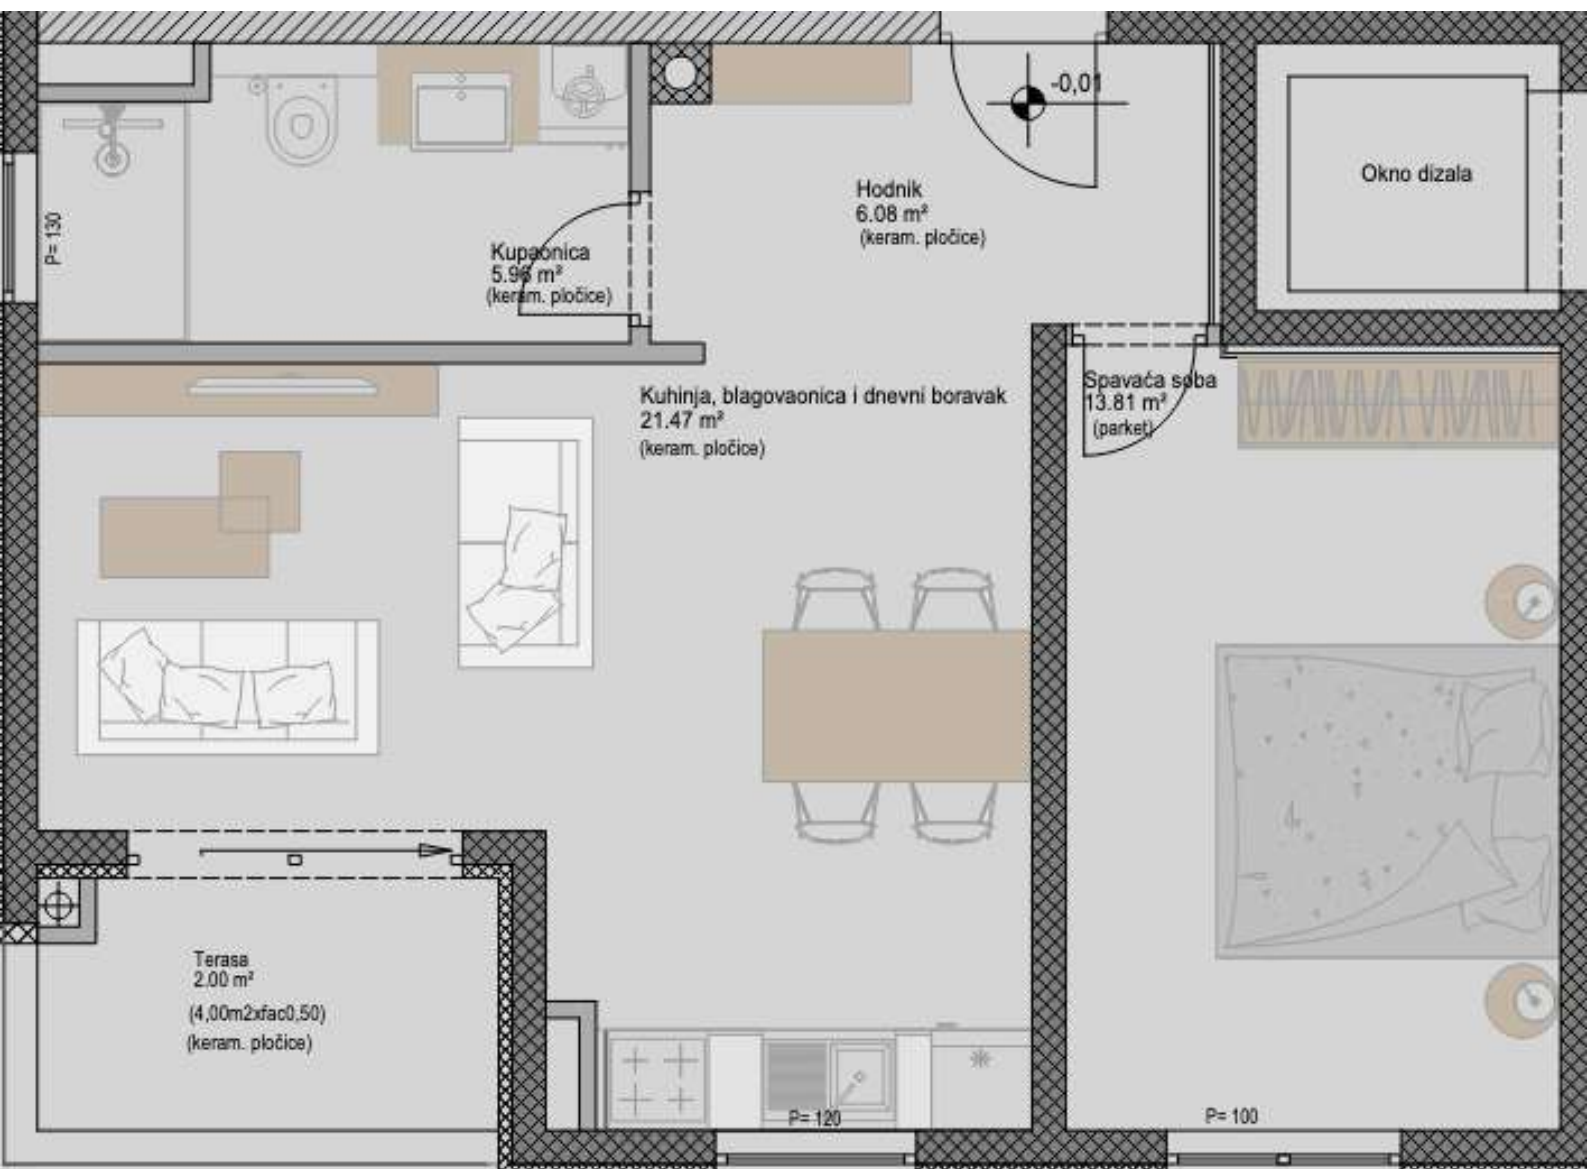 -0,01
Okno dizala
Hodnik
6.08 m²
(keram. pločice)
P= 130
Kupaonica
5.96 m²
(keram. pločice)
Kuhinja, blagovaonica i dnevni boravak
21.47 m²
(keram. pločice)
Spavaća soba
13.81 m²
(parket)
Terasa
2.00 m²
(4,00m2xfac0,50)
(keram. pločice)
P= 120
P= 100